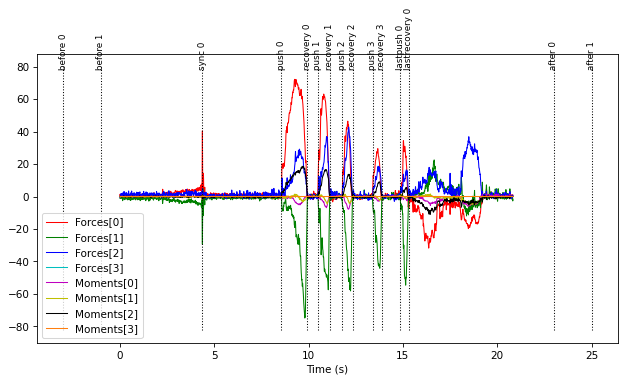 before 0
before 1
sync 0
push 0
recovery 0
push 1
recovery 1
push 2
recovery 2
push 3
recovery 3
lastpush 0
lastrecovery 0
after 0
after 1
80
60
40
20
0
−20
−40
−60
−80
Forces[0]
Forces[1]
Forces[2]
Forces[3]
Moments[0]
Moments[1]
Moments[2]
Moments[3]
0 5 10 15 20 25
Time (s)